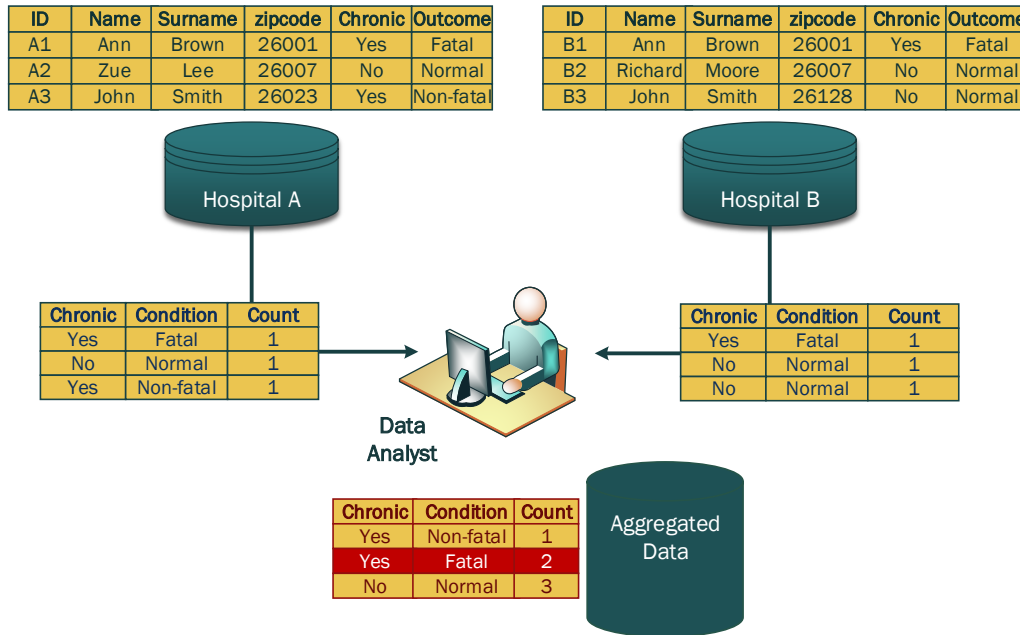 ID Name Surname zipcode Chronic Outcome
A1 Ann Brown 26001 Yes Fatal
A2 Zue Lee 26007 No Normal
A3 John Smith 26023 Yes Non-fatal
ID Name Surname zipcode Chronic Outcome
B1 Ann Brown 26001 Yes Fatal
B2 Richard Moore 26007 No Normal
B3 John Smith 26128 No Normal
Hospital A
Hospital B
Chronic Condition Count
Yes Fatal 1
No Normal 1
Yes Non-fatal 1
Chronic Condition Count
Yes Fatal 1
No Normal 1
No Normal 1
Data
Analyst
Chronic Condition Count
Yes Non-fatal 1
Yes Fatal 2
No Normal 3
Aggregated
Data